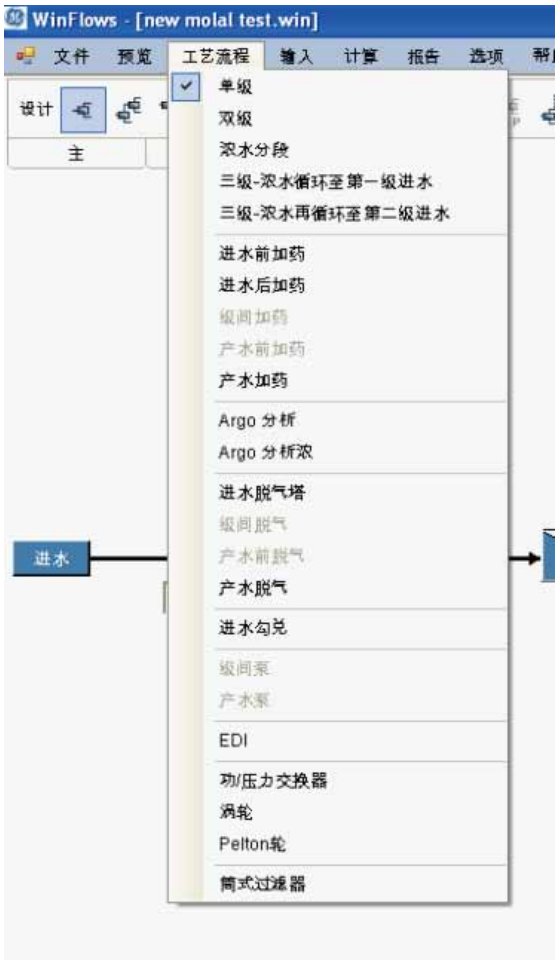 WinFlows - [new molal test.win]
文件 预览 工艺流程 输入 计算 报告 选项
设计
主
单级
双级
浓水分段
三级-浓水循环至第一级进水
三级-浓水再循环至第二级进水
进水前加药
进水后加药
级间加药
产水前加药
产水加药
Argo 分析
Argo 分析浓
进水脱气塔
级间脱气
产水前脱气
进水
产水脱气
进水勾兑
级间泵
产水泵
EDI
功/压力交换器
涡轮
Pelton轮
筒式过滤器